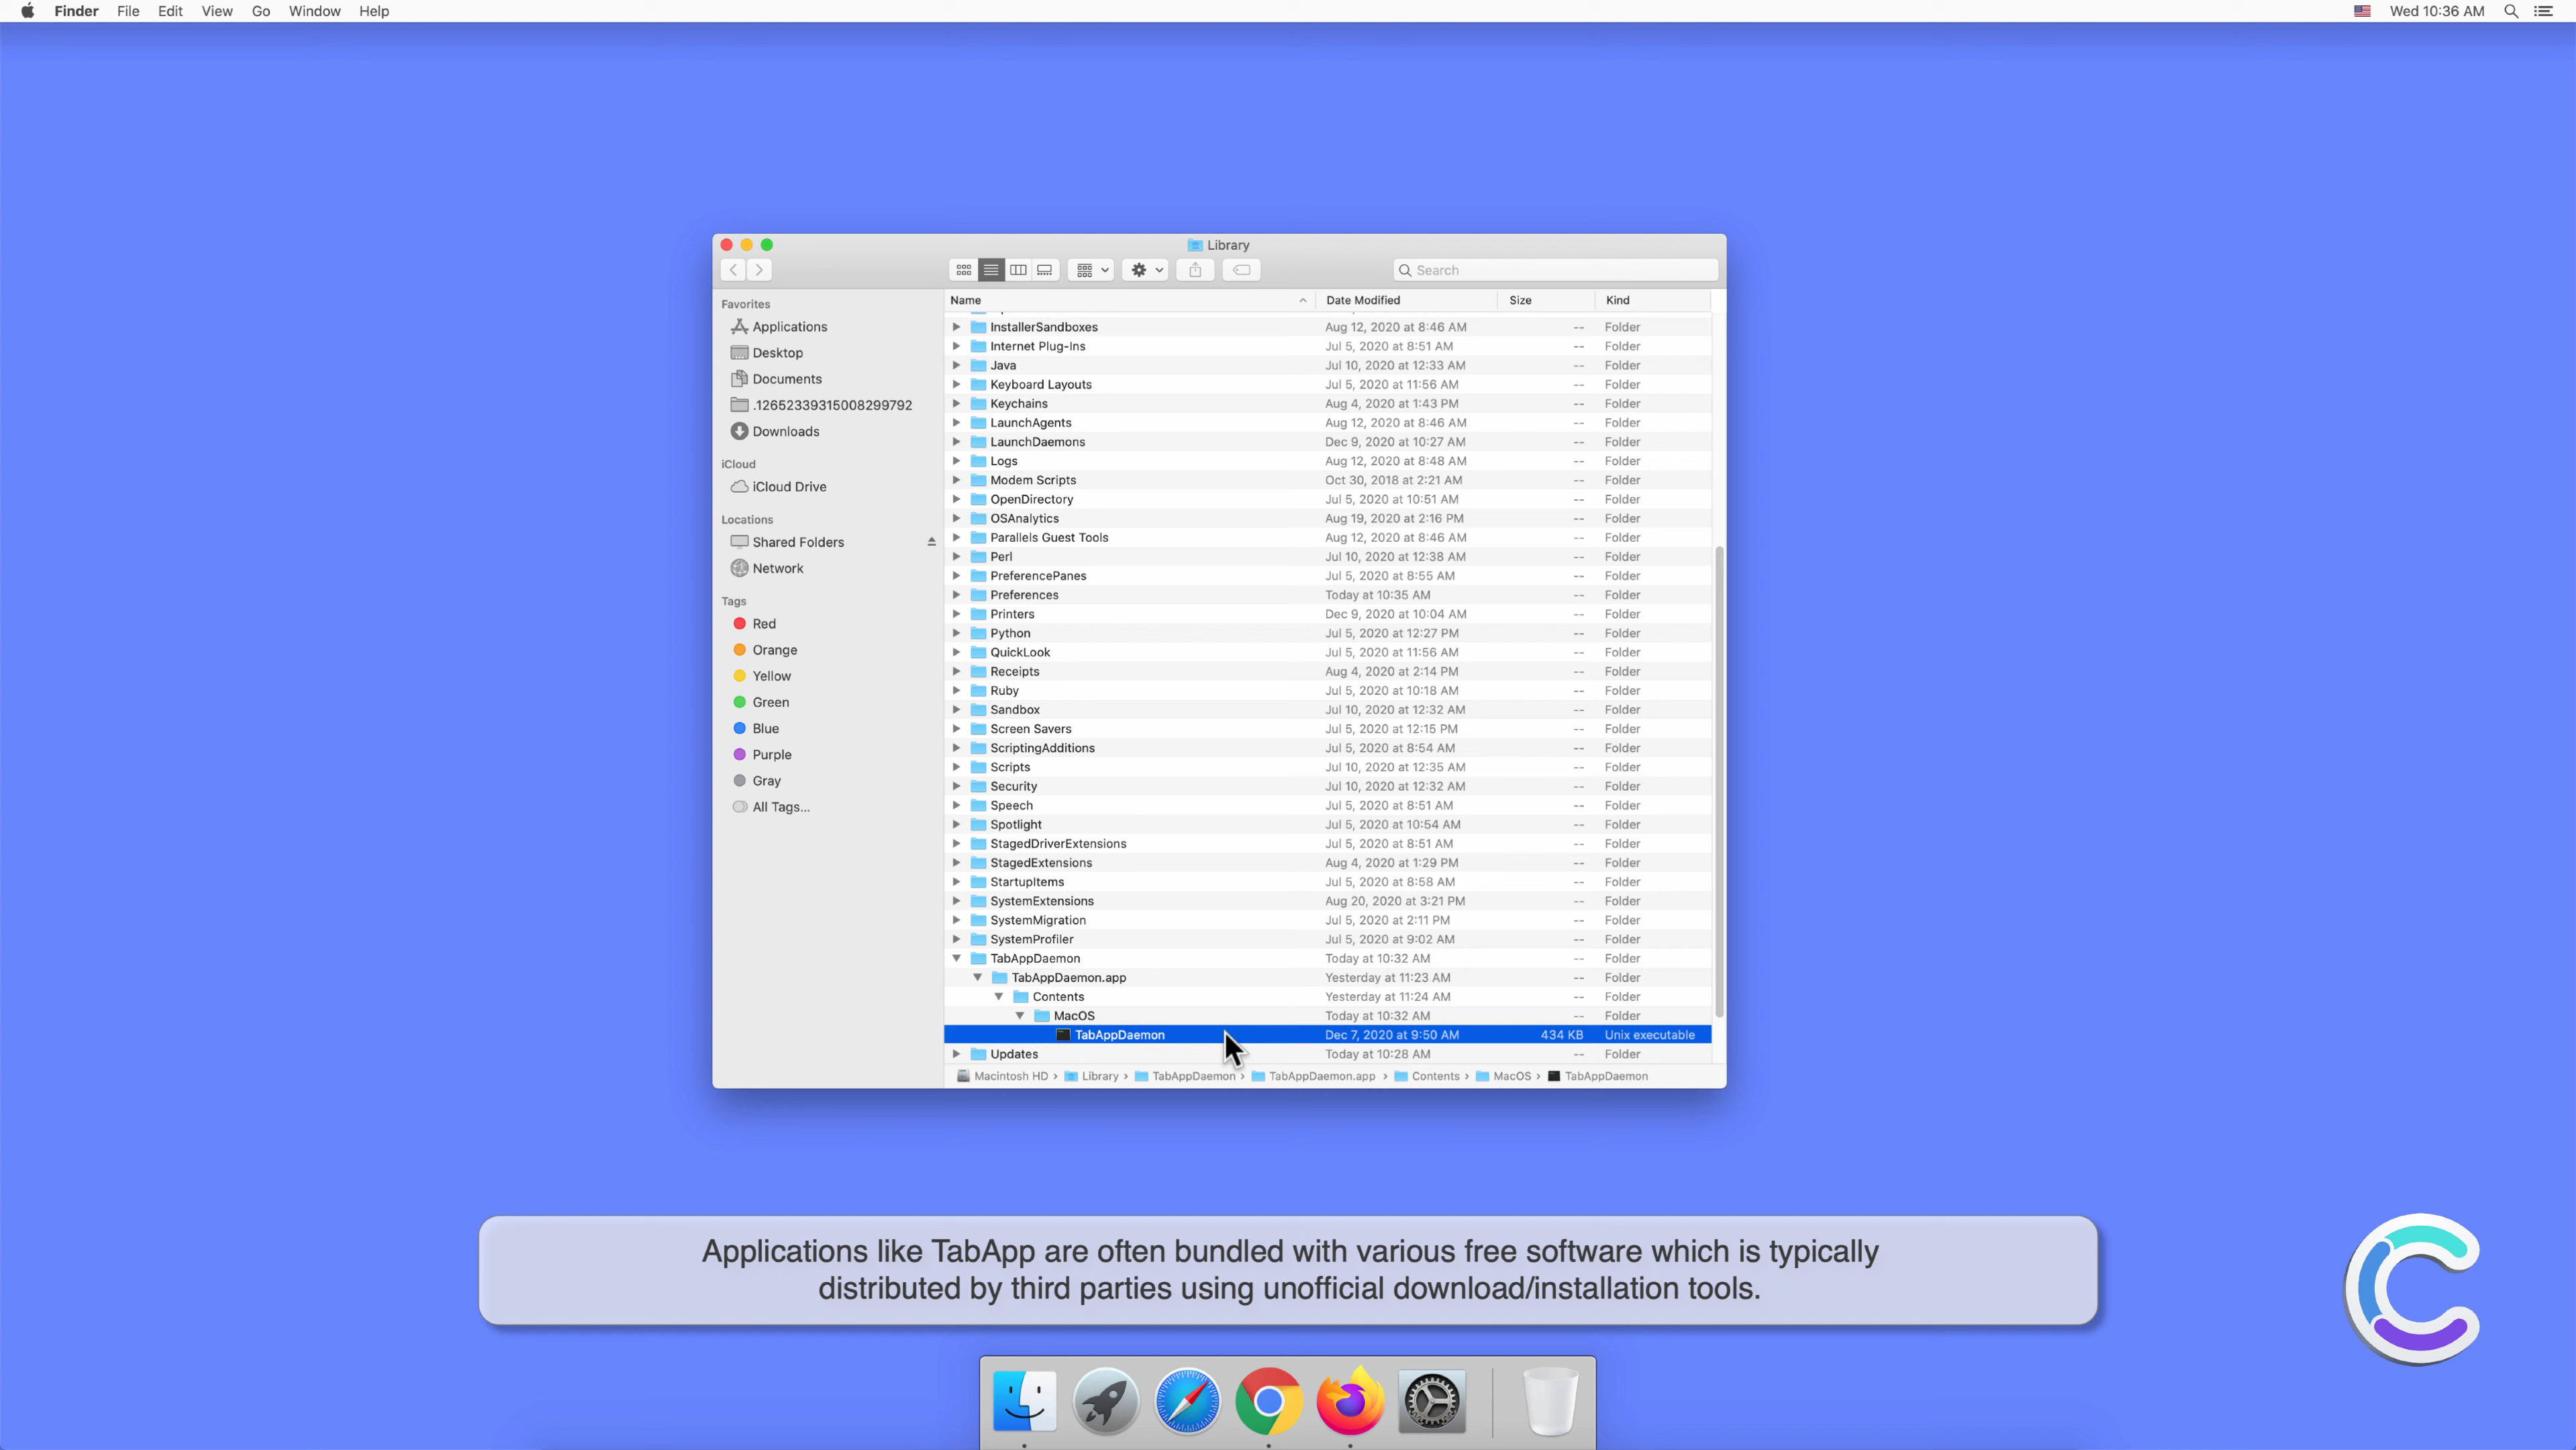 Finder File Edit View Go Window Help Wed 10:36 AM
Library
Search
Favorites
Applications
Desktop
Documents
.12652339315008299792
Downloads
iCloud
iCloud Drive
Locations
Shared Folders
Network
Tags
Red
Orange
Yellow
Green
Blue
Purple
Gray
All Tags...
Name Date Modified Size Kind
InstallerSandboxes Aug 12, 2020 at 8:46 AM -- Folder
Internet Plug-Ins Jul 5, 2020 at 8:51 AM -- Folder
Java Jul 10, 2020 at 12:33 AM -- Folder
Keyboard Layouts Jul 5, 2020 at 11:56 AM -- Folder
Keychains Aug 4, 2020 at 1:43 PM -- Folder
LaunchAgents Aug 12, 2020 at 8:46 AM -- Folder
LaunchDaemons Dec 9, 2020 at 10:27 AM -- Folder
Logs Aug 12, 2020 at 8:48 AM -- Folder
Modem Scripts Oct 30, 2018 at 2:21 AM -- Folder
OpenDirectory Jul 5, 2020 at 10:51 AM -- Folder
OSAnalytics Aug 19, 2020 at 2:16 PM -- Folder
Parallels Guest Tools Aug 12, 2020 at 8:46 AM -- Folder
Perl Jul 10, 2020 at 12:38 AM -- Folder
PreferencePanes Jul 5, 2020 at 8:55 AM -- Folder
Preferences Today at 10:35 AM -- Folder
Printers Dec 9, 2020 at 10:04 AM -- Folder
Python Jul 5, 2020 at 12:27 PM -- Folder
QuickLook Jul 5, 2020 at 11:56 AM -- Folder
Receipts Aug 4, 2020 at 2:14 PM -- Folder
Ruby Jul 5, 2020 at 10:18 AM -- Folder
Sandbox Jul 10, 2020 at 12:32 AM -- Folder
Screen Savers Jul 5, 2020 at 12:15 PM -- Folder
ScriptingAdditions Jul 5, 2020 at 8:54 AM -- Folder
Scripts Jul 10, 2020 at 12:35 AM -- Folder
Security Jul 10, 2020 at 12:32 AM -- Folder
Speech Jul 5, 2020 at 8:51 AM -- Folder
Spotlight Jul 5, 2020 at 10:54 AM -- Folder
StagedDriverExtensions Jul 5, 2020 at 8:51 AM -- Folder
StagedExtensions Aug 4, 2020 at 1:29 PM -- Folder
StartupItems Jul 5, 2020 at 8:58 AM -- Folder
SystemExtensions Aug 20, 2020 at 3:21 PM -- Folder
SystemMigration Jul 5, 2020 at 2:11 PM -- Folder
SystemProfiler Jul 5, 2020 at 9:02 AM -- Folder
TabAppDaemon Today at 10:32 AM -- Folder
TabAppDaemon.app Yesterday at 11:23 AM -- Folder
Contents Yesterday at 11:24 AM -- Folder
MacOS Today at 10:32 AM -- Folder
TabAppDaemon Dec 7, 2020 at 9:50 AM 434 KB Unix executable
Updates Today at 10:28 AM -- Folder
Macintosh HD › Library › TabAppDaemon › TabAppDaemon.app › Contents › MacOS › TabAppDaemon
Applications like TabApp are often bundled with various free software which is typically
distributed by third parties using unofficial download/installation tools.